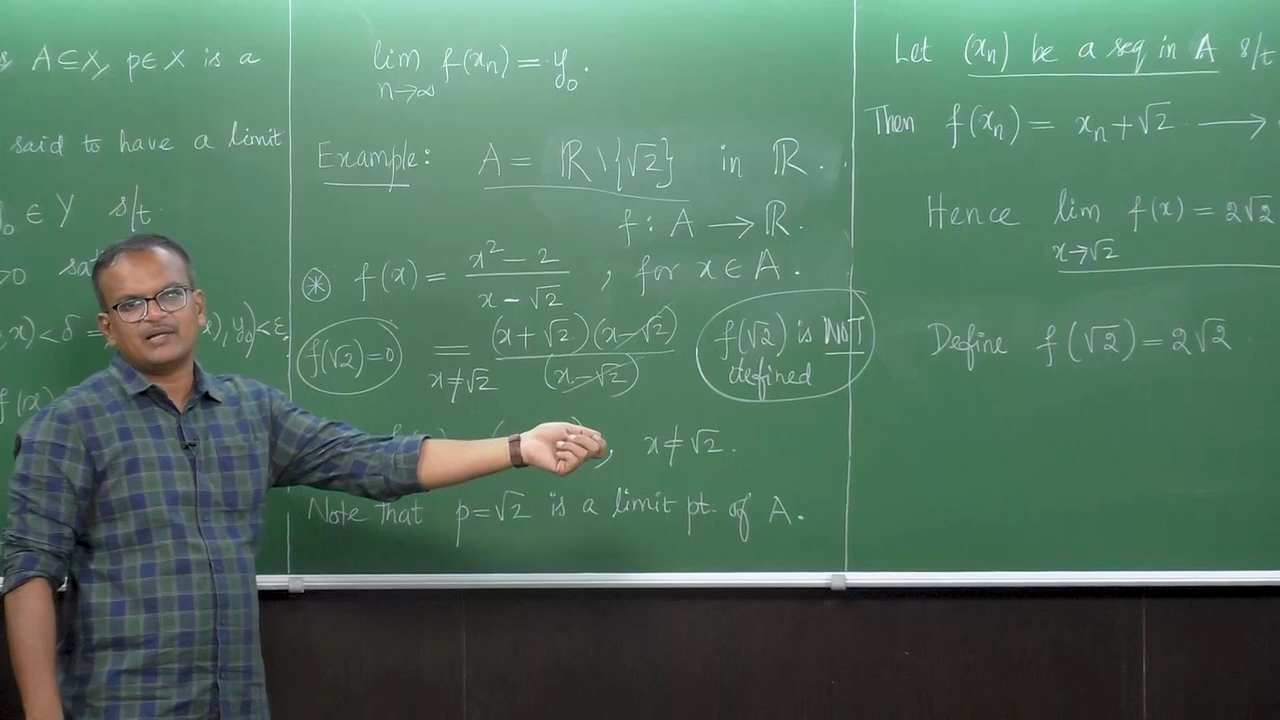 A ⊆ X, p ∈ X is a
said to have a limit
∈ Y s/t.
>0
x) < δ =
y₀) < ε,
lim f(xₙ) = y₀.
n→∞
Example: A = ℝ \ {√2} in ℝ.
f : A → ℝ.
⊛ f(x) = (x² − 2)/(x − √2), for x ∈ A.
f(√2) = 0
= (x + √2)(x − √2)/(x − √2)
x ≠ √2
f(√2) is NOT
defined
, x ≠ √2.
Note that p = √2 is a limit pt. of A.
Let (xₙ) be a seq in A s/t
Then f(xₙ) = xₙ + √2 →
Hence lim f(x) = 2√2
x→√2
Define f(√2) = 2√2